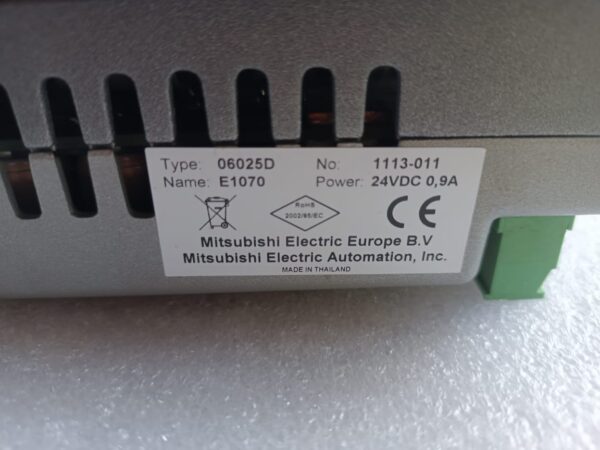 Type: 06025D No: 1113-011
Name: E1070 Power: 24VDC 0,9A
RoHS
2002/95/EC
CE
Mitsubishi Electric Europe B.V
Mitsubishi Electric Automation, Inc.
MADE IN THAILAND